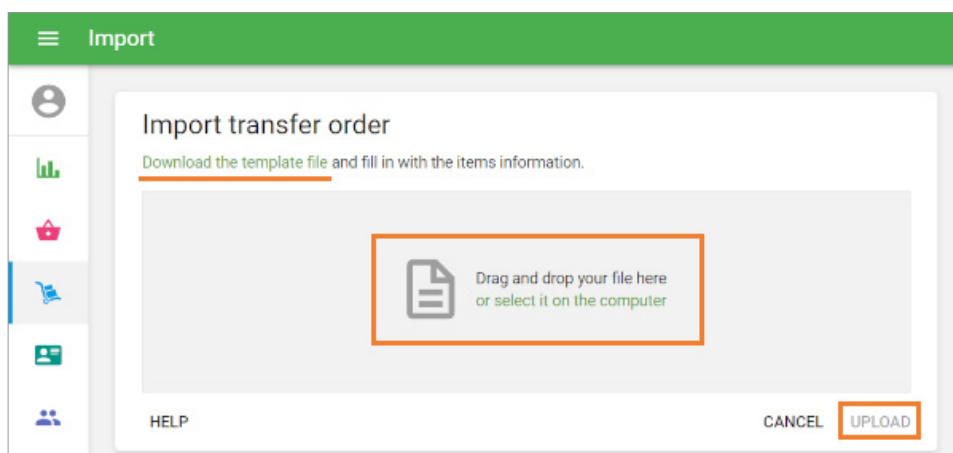 Import
Import transfer order
Download the template file and fill in with the items information.
Drag and drop your file here
or select it on the computer
HELP
CANCEL
UPLOAD